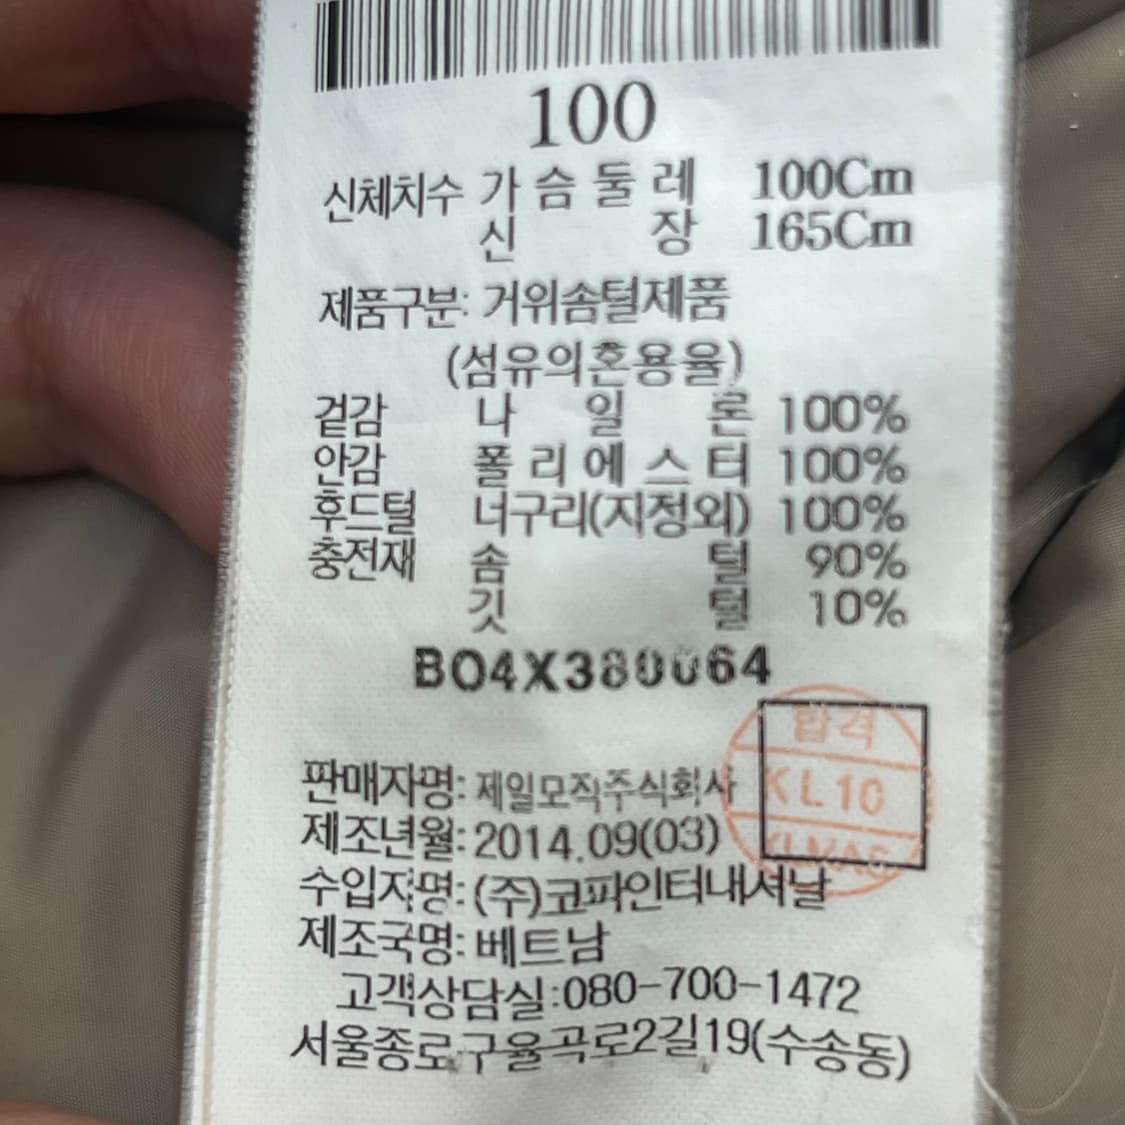 100
신체치수 가슴둘레 100Cm
신장 165Cm
제품구분: 거위솜털제품
(섬유의혼용율)
겉감 나일론 100%
안감 폴리에스터 100%
후드털 너구리(지정외) 100%
충전재 솜털 90%
깃털 10%
BO4X380064
합격
KL10
판매자명: 제일모직주식회사
제조년월: 2014.09(03)
수입자명: (주)코파인터내셔날
제조국명: 베트남
고객상담실:080-700-1472
서울종로구율곡로2길19(수송동)